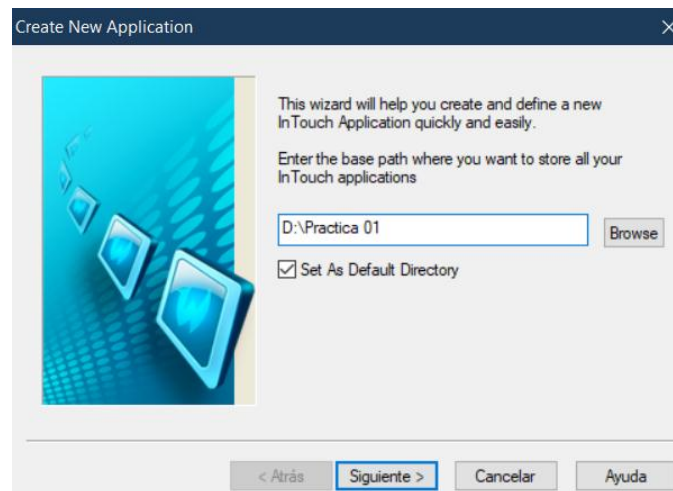 Create New Application
This wizard will help you create and define a new
InTouch Application quickly and easily.
Enter the base path where you want to store all your
InTouch applications
D:\Practica 01
Browse
Set As Default Directory
< Atrás
Siguiente >
Cancelar
Ayuda